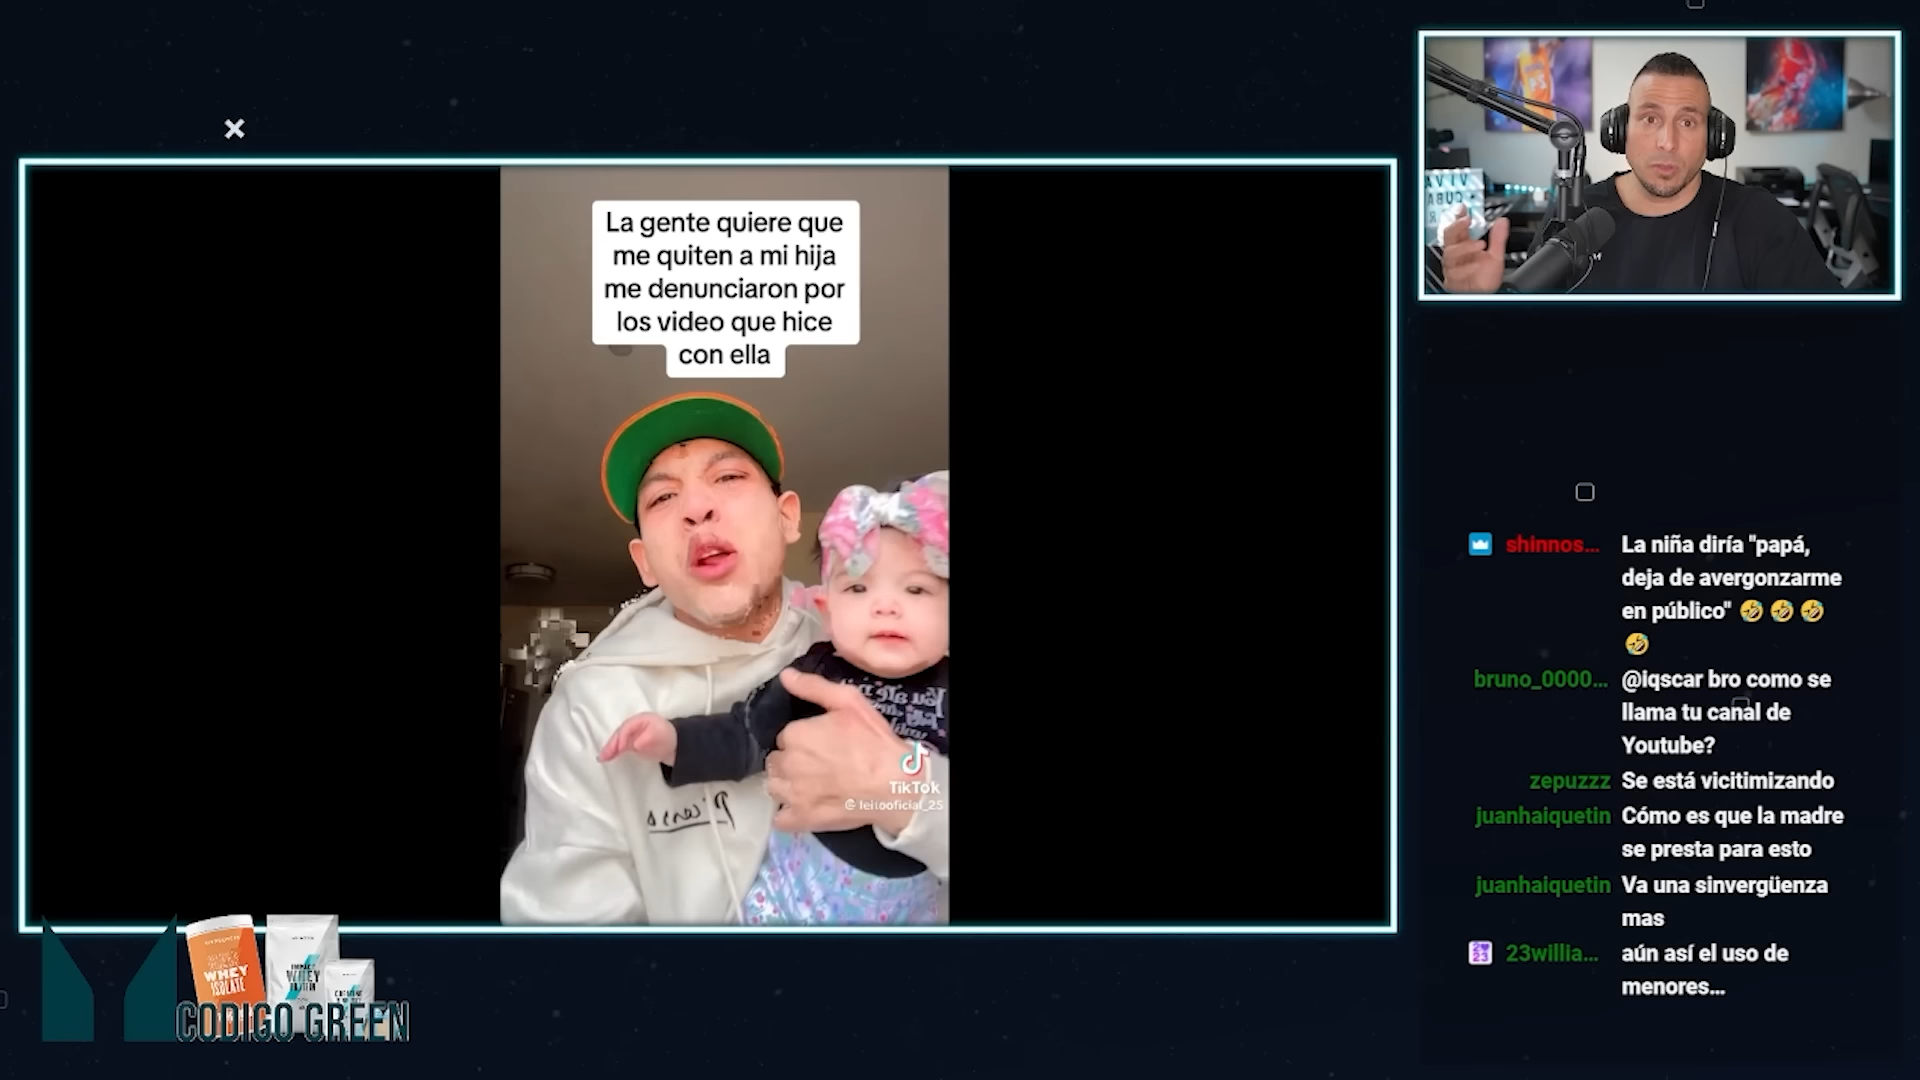 La gente quiere que
me quiten a mi hija
me denunciaron por
los video que hice
con ella
TikTok
@leitooficial_25
shinnos... La niña diría "papá,
deja de avergonzarme
en público" 🤣 🤣 🤣
🤣
bruno_0000... @iqscar bro como se
llama tu canal de
Youtube?
zepuzzz Se está vicitimizando
juanhaiquetin Cómo es que la madre
se presta para esto
juanhaiquetin Va una sinvergüenza
mas
23willia... aún así el uso de
menores...
VIVA
CUBA
WHEY
ISOLATE
WHEY
CODIGO GREEN